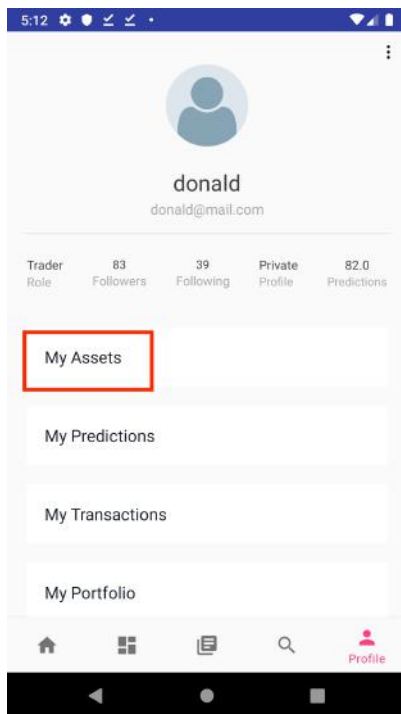 5:12
donald
donald@mail.com
Trader 83 39 Private 82.0
Role Followers Following Profile Predictions
My Assets
My Predictions
My Transactions
My Portfolio
Profile